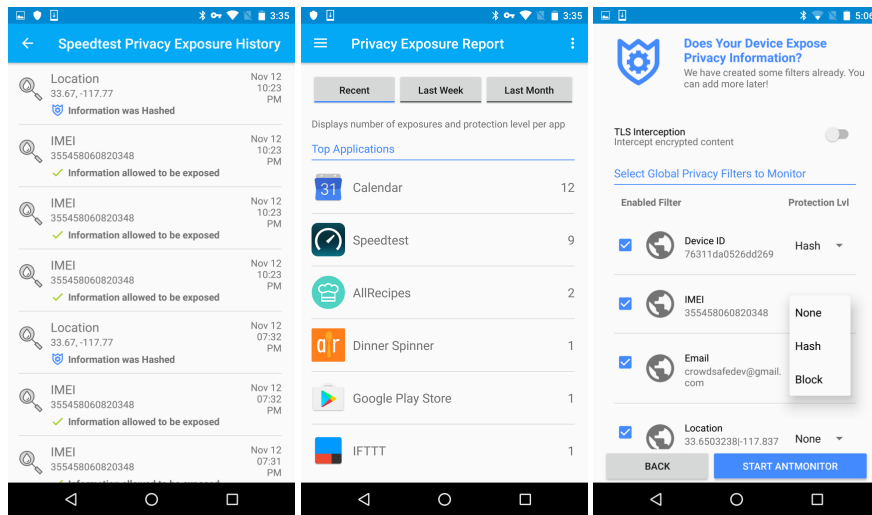 3:35
Speedtest Privacy Exposure History
Location
33.67, -117.77
Information was Hashed
Nov 12
10:23
PM
IMEI
355458060820348
Information allowed to be exposed
Nov 12
10:23
PM
IMEI
355458060820348
Information allowed to be exposed
Nov 12
10:23
PM
IMEI
355458060820348
Information allowed to be exposed
Nov 12
10:23
PM
Location
33.67, -117.77
Information was Hashed
Nov 12
07:32
PM
IMEI
355458060820348
Information allowed to be exposed
Nov 12
07:32
PM
IMEI
355458060820348
Information allowed to be exposed
Nov 12
07:31
PM
3:35
Privacy Exposure Report
Recent
Last Week
Last Month
Displays number of exposures and protection level per app
Top Applications
31
Calendar 12
Speedtest 9
AllRecipes 2
Dinner Spinner 1
Google Play Store 1
IFTTT 1
5:06
Does Your Device Expose
Privacy Information?
We have created some filters already. You
can add more later!
TLS Interception
Intercept encrypted content
Select Global Privacy Filters to Monitor
Enabled Filter Protection Lvl
Device ID
76311da0526dd269
Hash
IMEI
355458060820348
None
Hash
Block
Email
crowdsafedev@gmail.
com
Location
33.6503238|-117.837
None
BACK
START ANTMONITOR